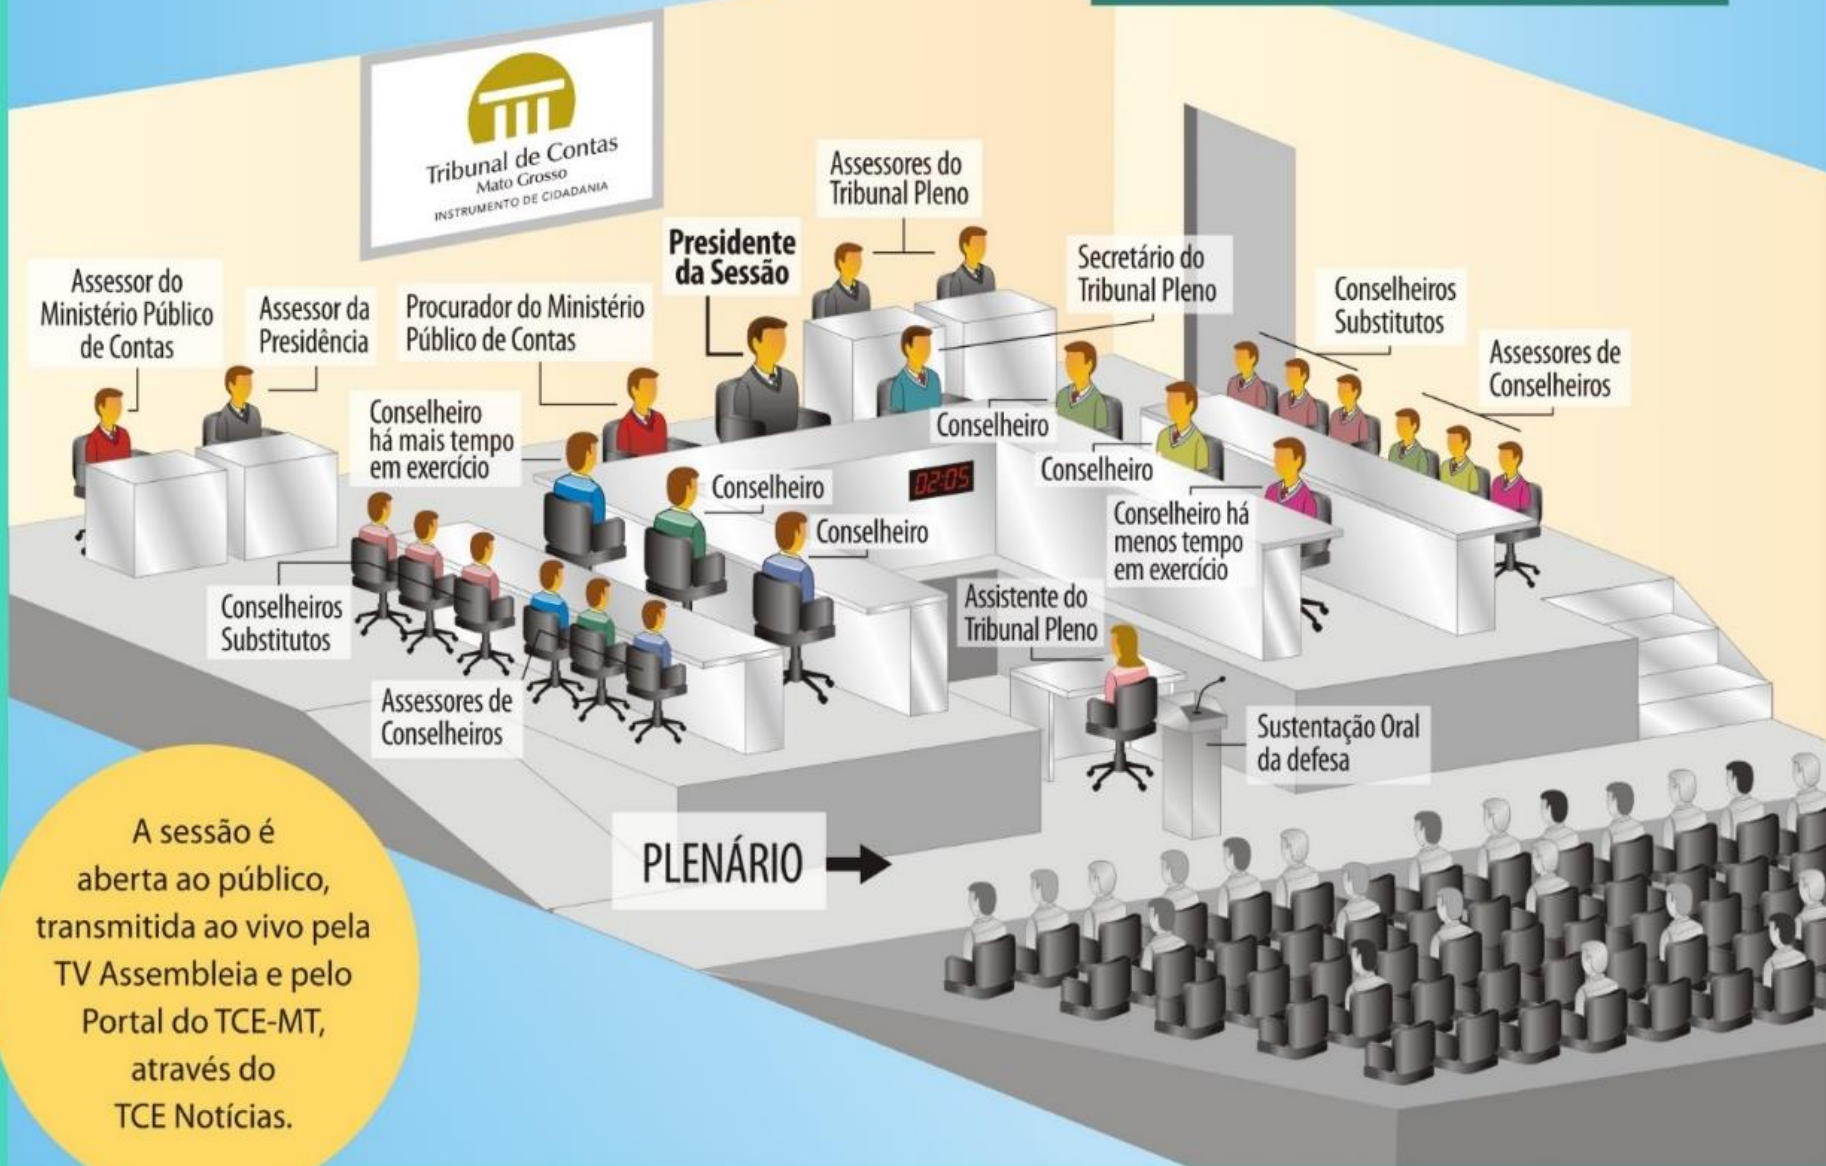 Tribunal de Contas
Mato Grosso
INSTRUMENTO DE CIDADANIA
Assessores do
Tribunal Pleno
Presidente
da Sessão
Secretário do
Tribunal Pleno
Assessor do
Ministério Público
de Contas
Assessor da
Presidência
Procurador do Ministério
Público de Contas
Conselheiros
Substitutos
Assessores de
Conselheiros
Conselheiro
há mais tempo
em exercício
Conselheiro
Conselheiro
Conselheiro
Conselheiro
02:05
Conselheiro há
menos tempo
em exercício
Conselheiros
Substitutos
Assistente do
Tribunal Pleno
Assessores de
Conselheiros
Sustentação Oral
da defesa
PLENÁRIO
A sessão é
aberta ao público,
transmitida ao vivo pela
TV Assembleia e pelo
Portal do TCE-MT,
através do
TCE Notícias.